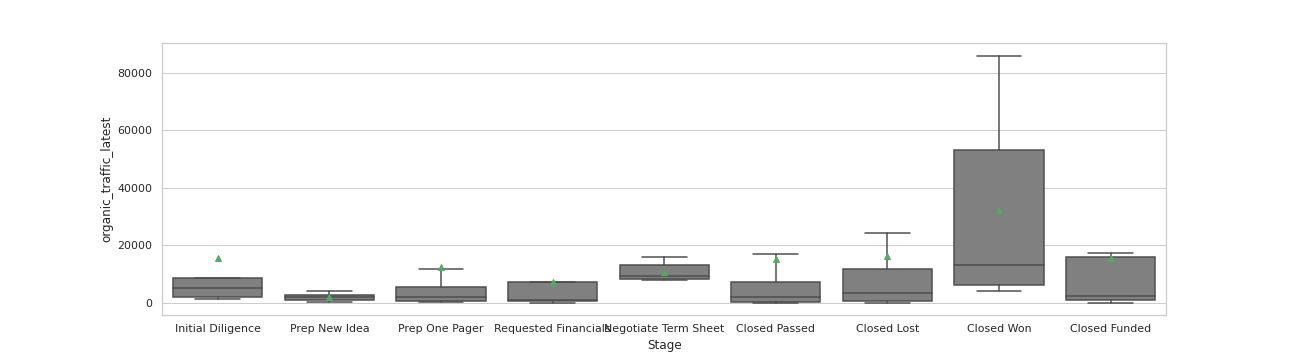 organic_traffic_latest
80000
60000
40000
20000
0
Initial Diligence Prep New Idea Prep One Pager Requested Financials Negotiate Term Sheet Closed Passed Closed Lost Closed Won Closed Funded
Stage